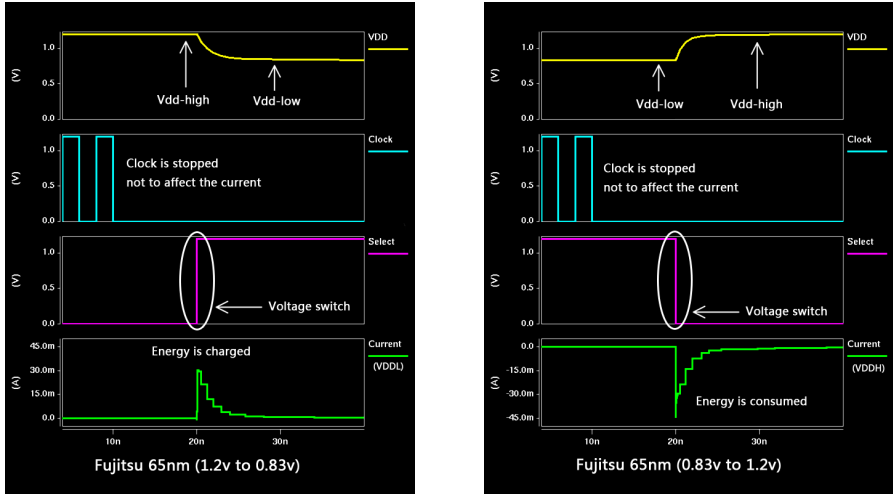 VDD
1.0
0.5
0.0
(V)
Vdd-high
Vdd-low
Clock
1.0
0.5
0.0
(V)
Clock is stopped
not to affect the current
Select
1.0
0.5
0.0
(V)
Voltage switch
Current
(VDDL)
45.0m
30.0m
15.0m
0.0
(A)
Energy is charged
10n
20n
30n
Fujitsu 65nm (1.2v to 0.83v)
VDD
1.0
0.5
0.0
(V)
Vdd-low
Vdd-high
Clock
1.0
0.5
0.0
(V)
Clock is stopped
not to affect the current
Select
1.0
0.5
0.0
(V)
Voltage switch
Current
(VDDH)
0.0
-15.0m
-30.0m
-45.0m
(A)
Energy is consumed
10n
20n
30n
Fujitsu 65nm (0.83v to 1.2v)